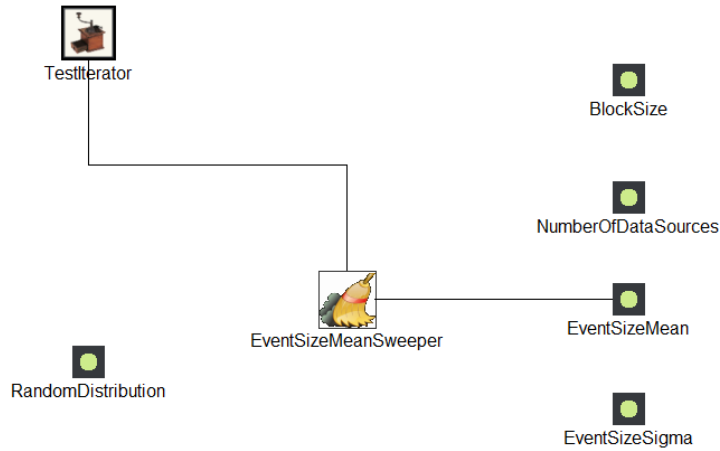 TestIterator
BlockSize
NumberOfDataSources
EventSizeMean
EventSizeMeanSweeper
RandomDistribution
EventSizeSigma